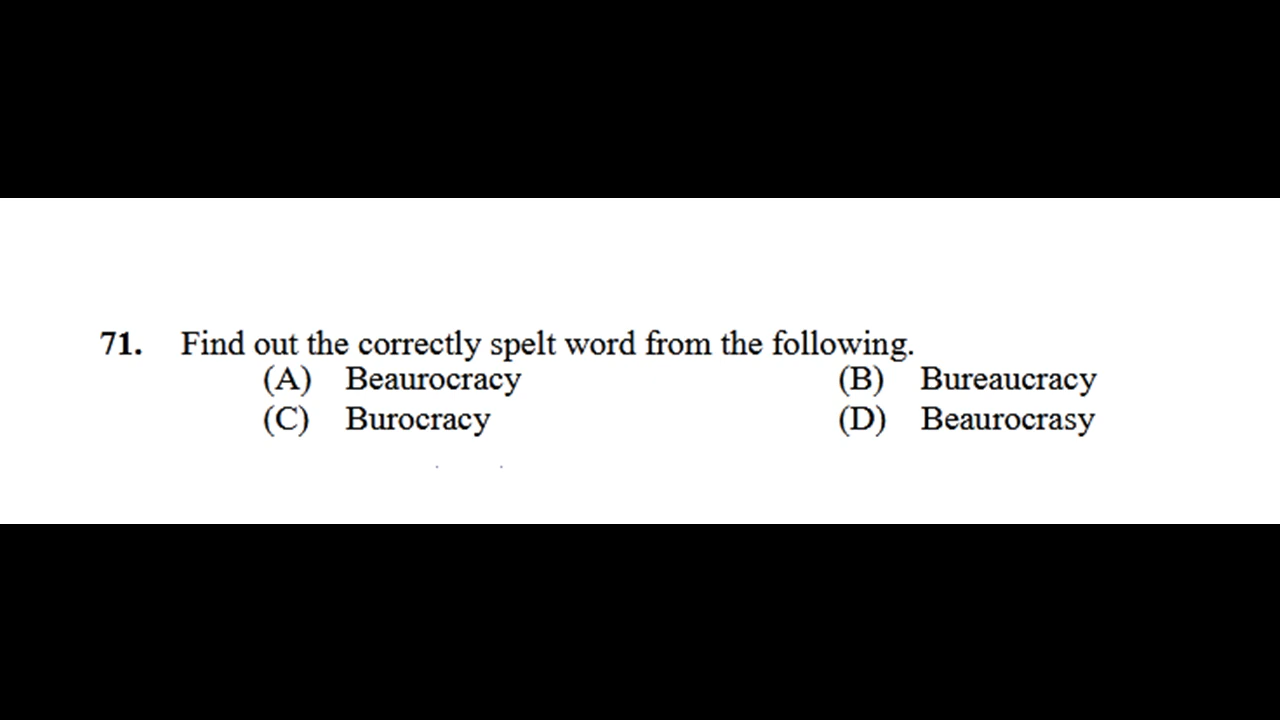 71. Find out the correctly spelt word from the following.
(A) Beaurocracy (B) Bureaucracy
(C) Burocracy (D) Beaurocrasy